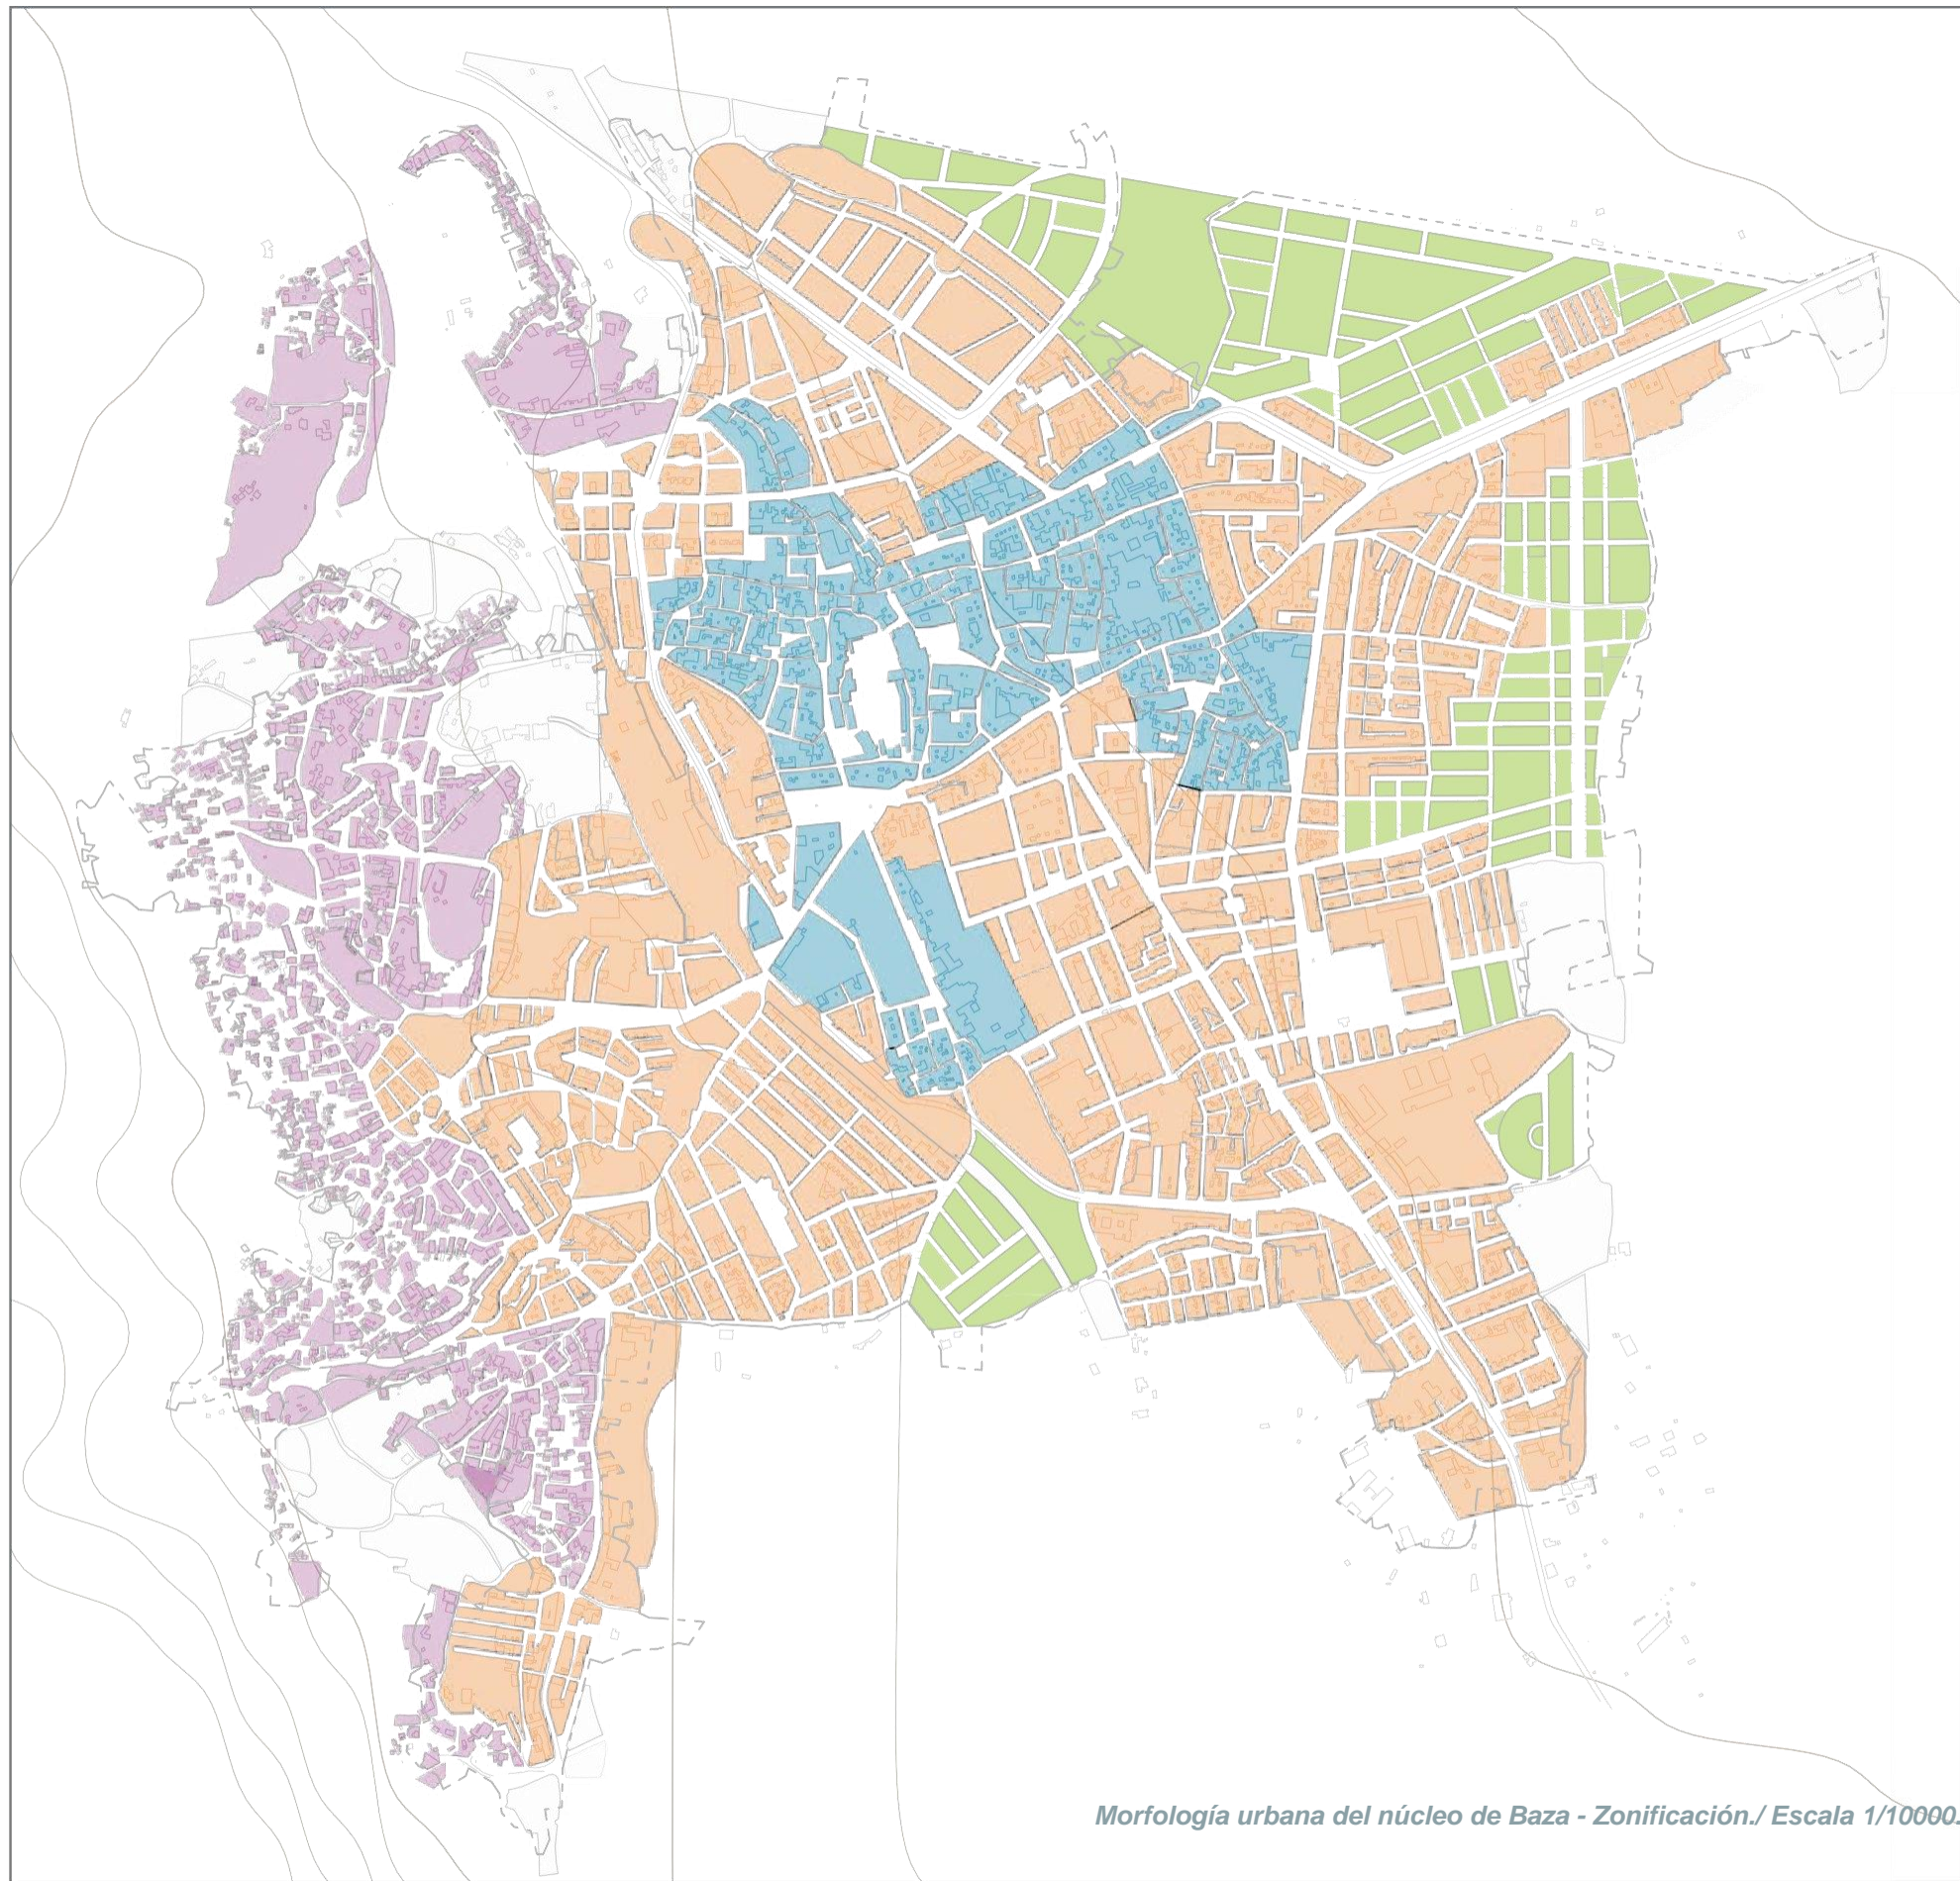 Morfología urbana del núcleo de Baza - Zonificación./ Escala 1/10000.